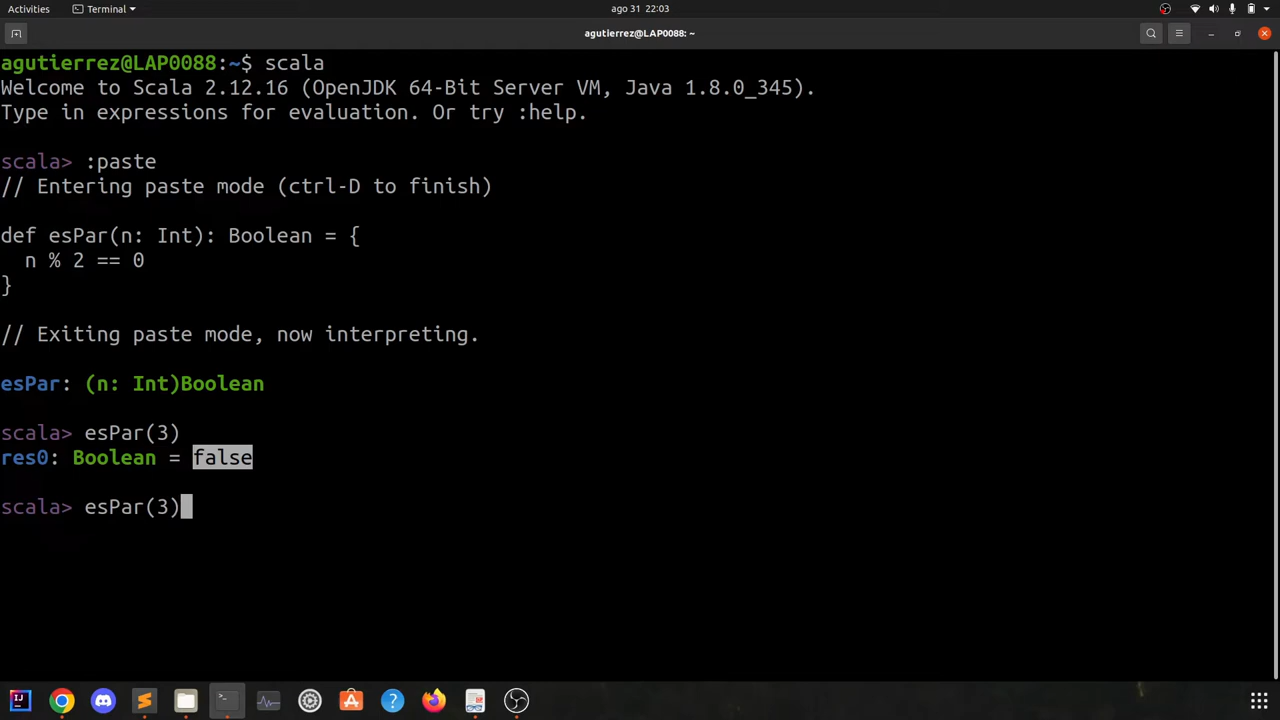 Activities Terminal ago 31 22:03
agutierrez@LAP0088: ~
agutierrez@LAP0088:~$ scala
Welcome to Scala 2.12.16 (OpenJDK 64-Bit Server VM, Java 1.8.0_345).
Type in expressions for evaluation. Or try :help.
scala> :paste
// Entering paste mode (ctrl-D to finish)
def esPar(n: Int): Boolean = {
  n % 2 == 0
}
// Exiting paste mode, now interpreting.
esPar: (n: Int)Boolean
scala> esPar(3)
res0: Boolean = false
scala> esPar(3)